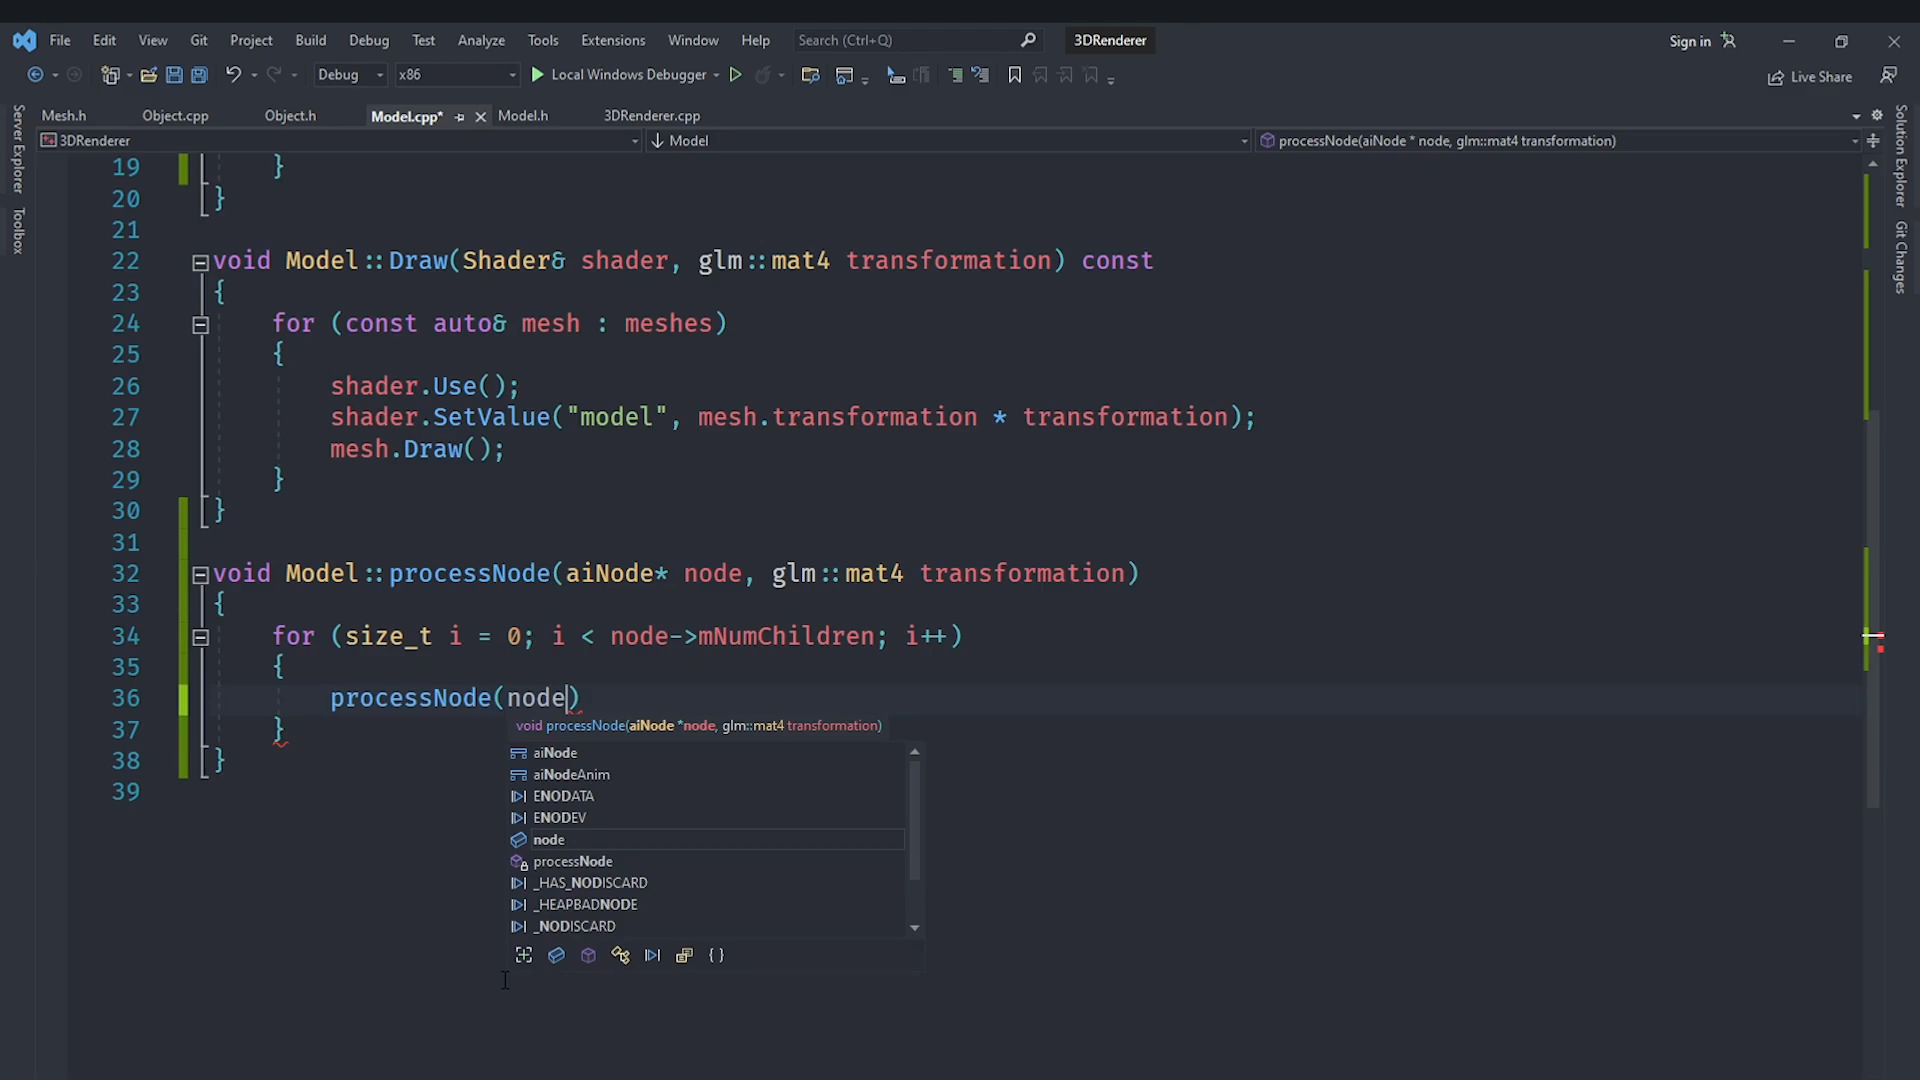 File Edit View Git Project Build Debug Test Analyze Tools Extensions Window Help Search (Ctrl+Q) 3DRenderer Sign in
Debug x86 Local Windows Debugger Live Share
Mesh.h Object.cpp Object.h Model.cpp* Model.h 3DRenderer.cpp
3DRenderer Model processNode(aiNode * node, glm::mat4 transformation)
Server Explorer
Toolbox
Solution Explorer
Git Changes
19 }
20 }
21
22 void Model::Draw(Shader& shader, glm::mat4 transformation) const
23 {
24 for (const auto& mesh : meshes)
25 {
26 shader.Use();
27 shader.SetValue("model", mesh.transformation * transformation);
28 mesh.Draw();
29 }
30 }
31
32 void Model::processNode(aiNode* node, glm::mat4 transformation)
33 {
34 for (size_t i = 0; i < node->mNumChildren; i++)
35 {
36 processNode(node)
void processNode(aiNode *node, glm::mat4 transformation)
37 }
38 }
39
aiNode
aiNodeAnim
ENODATA
ENODEV
node
processNode
_HAS_NODISCARD
_HEAPBADNODE
_NODISCARD
{ }